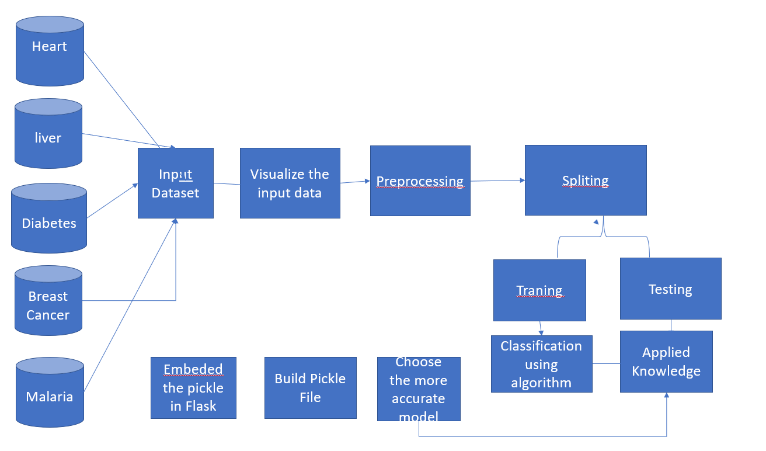 Heart
liver
Diabetes
Breast
Cancer
Malaria
Input
Dataset
Visualize the
input data
Preprocessing
Spliting
Traning
Testing
Classification
using
algorithm
Applied
Knowledge
Embeded
the pickle
in Flask
Build Pickle
File
Choose
the more
accurate
model